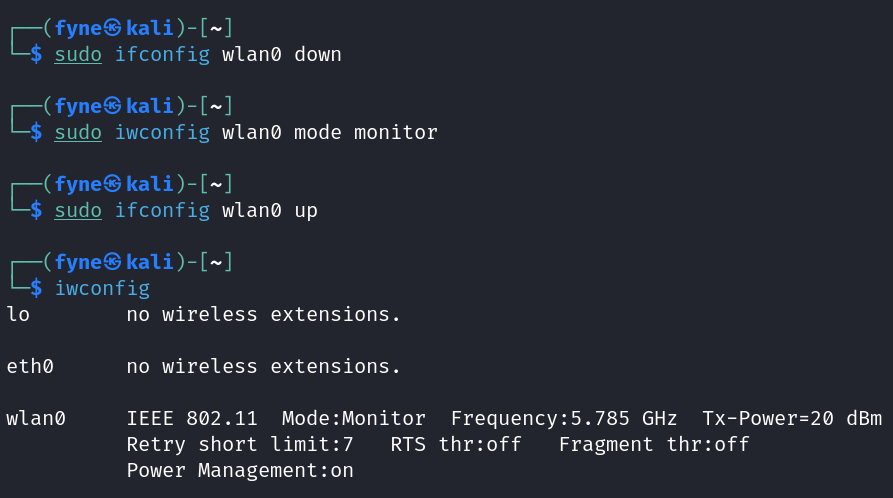 ┌──(fyne㉿kali)-[~]
└─$ sudo ifconfig wlan0 down
┌──(fyne㉿kali)-[~]
└─$ sudo iwconfig wlan0 mode monitor
┌──(fyne㉿kali)-[~]
└─$ sudo ifconfig wlan0 up
┌──(fyne㉿kali)-[~]
└─$ iwconfig
lo        no wireless extensions.
eth0      no wireless extensions.
wlan0     IEEE 802.11  Mode:Monitor  Frequency:5.785 GHz  Tx-Power=20 dBm
          Retry short limit:7   RTS thr:off   Fragment thr:off
          Power Management:on